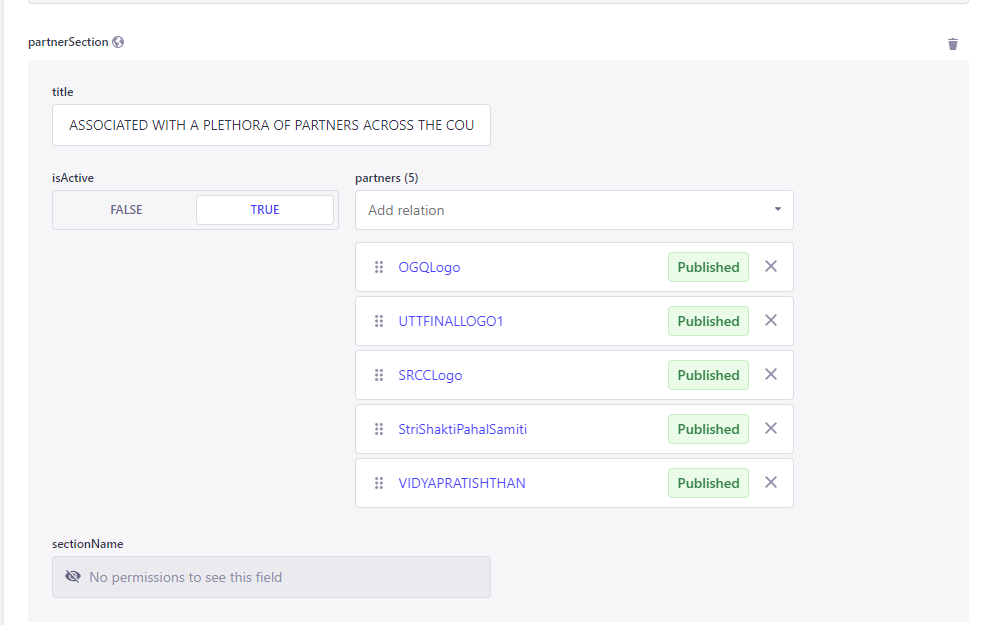 partnerSection
title
ASSOCIATED WITH A PLETHORA OF PARTNERS ACROSS THE COU
isActive
FALSE TRUE
partners (5)
Add relation
OGQLogo Published
UTTFINALLOGO1 Published
SRCCLogo Published
StriShaktiPahalSamiti Published
VIDYAPRATISHTHAN Published
sectionName
No permissions to see this field